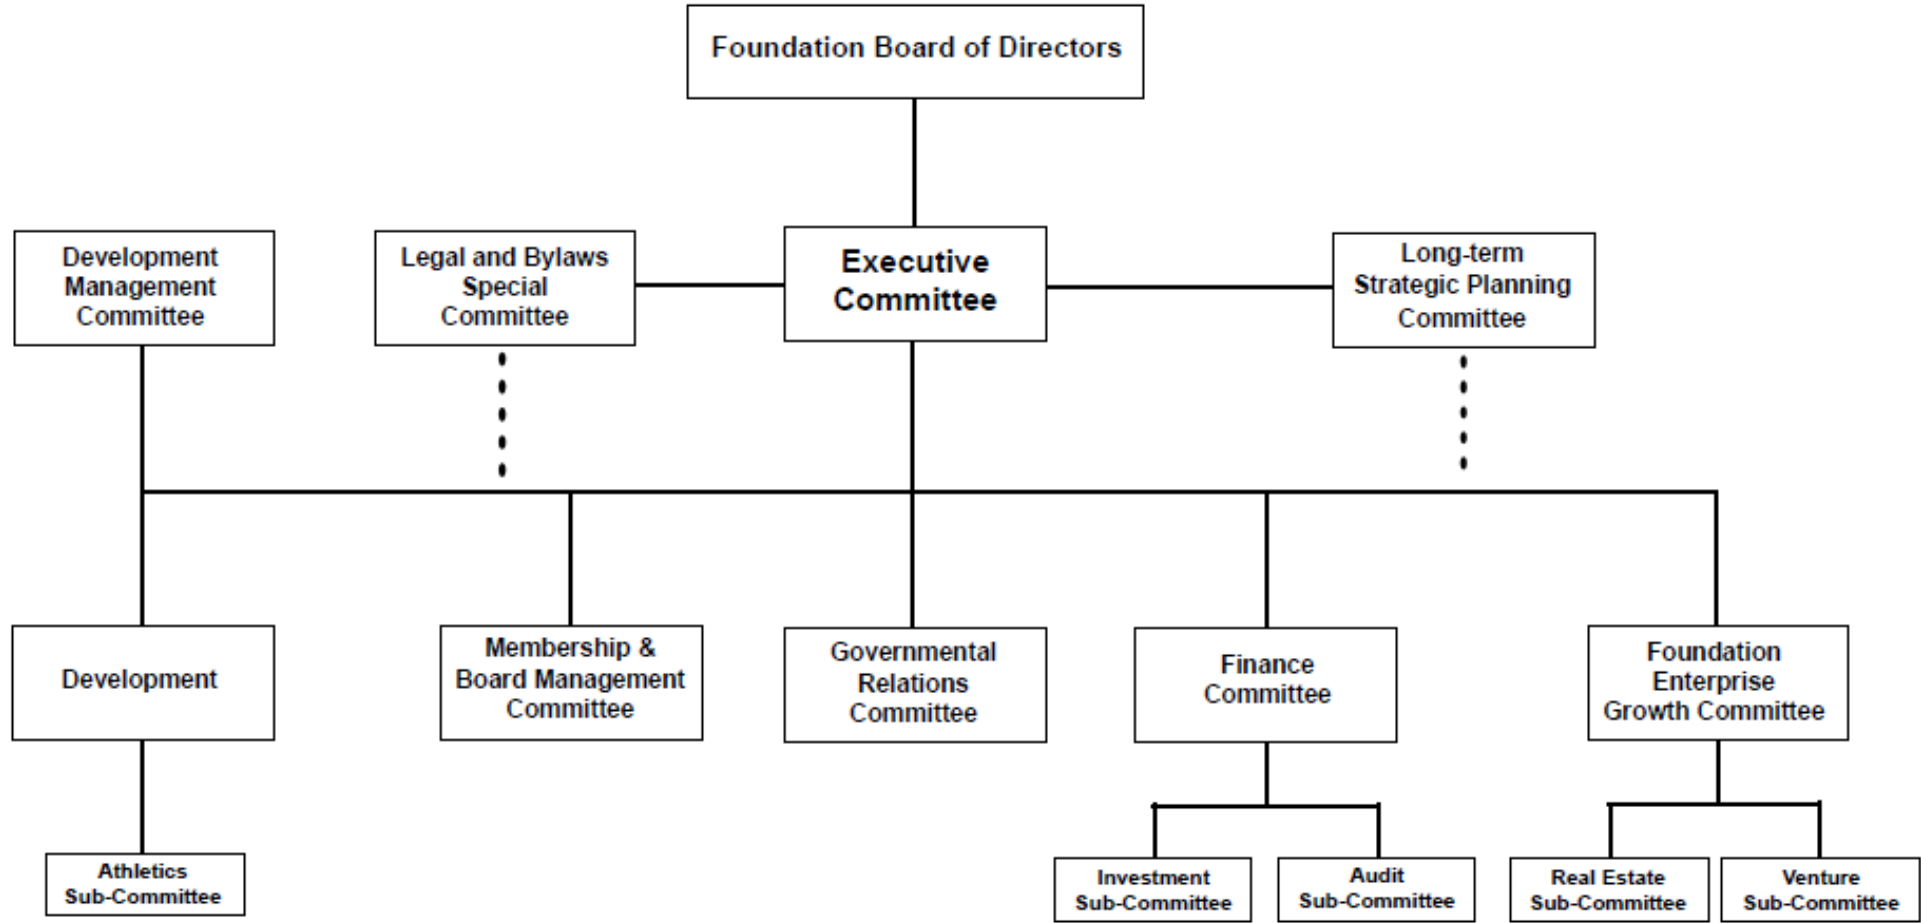 Foundation Board of Directors
Development
Management
Committee
Legal and Bylaws
Special
Committee
Executive
Committee
Long-term
Strategic Planning
Committee
Development
Membership &
Board Management
Committee
Governmental
Relations
Committee
Finance
Committee
Foundation
Enterprise
Growth Committee
Athletics
Sub-Committee
Investment
Sub-Committee
Audit
Sub-Committee
Real Estate
Sub-Committee
Venture
Sub-Committee